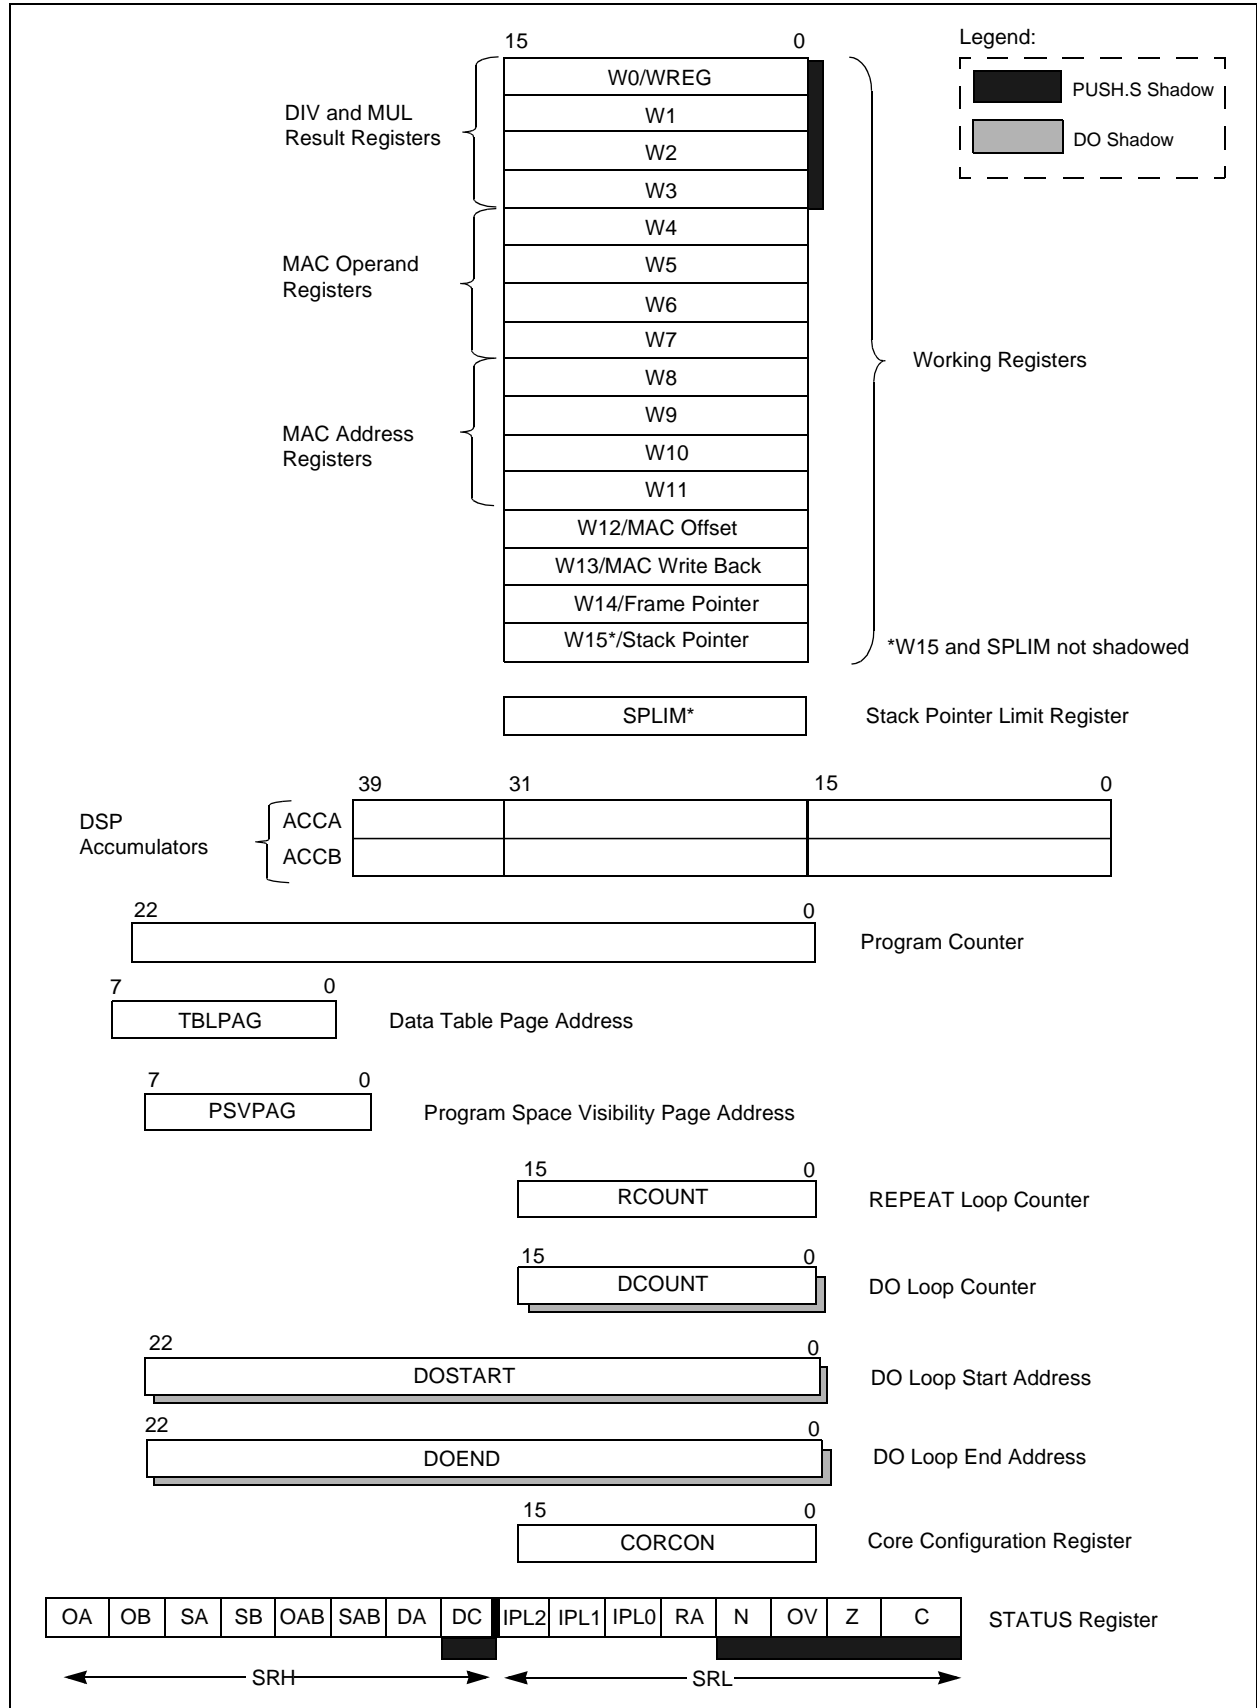 15 0
Legend:
W0/WREG
PUSH.S Shadow
DIV and MUL
Result Registers
W1
DO Shadow
W2
W3
W4
MAC Operand
Registers
W5
W6
W7
Working Registers
W8
W9
MAC Address
Registers
W10
W11
W12/MAC Offset
W13/MAC Write Back
W14/Frame Pointer
W15*/Stack Pointer
*W15 and SPLIM not shadowed
SPLIM*
Stack Pointer Limit Register
39 31 15 0
DSP
Accumulators
ACCA
ACCB
22 0
Program Counter
7 0
TBLPAG
Data Table Page Address
7 0
PSVPAG
Program Space Visibility Page Address
15 0
RCOUNT
REPEAT Loop Counter
15 0
DCOUNT
DO Loop Counter
22 0
DOSTART
DO Loop Start Address
22 0
DOEND
DO Loop End Address
15 0
CORCON
Core Configuration Register
OA OB SA SB OAB SAB DA DC IPL2 IPL1 IPL0 RA N OV Z C
STATUS Register
SRH SRL